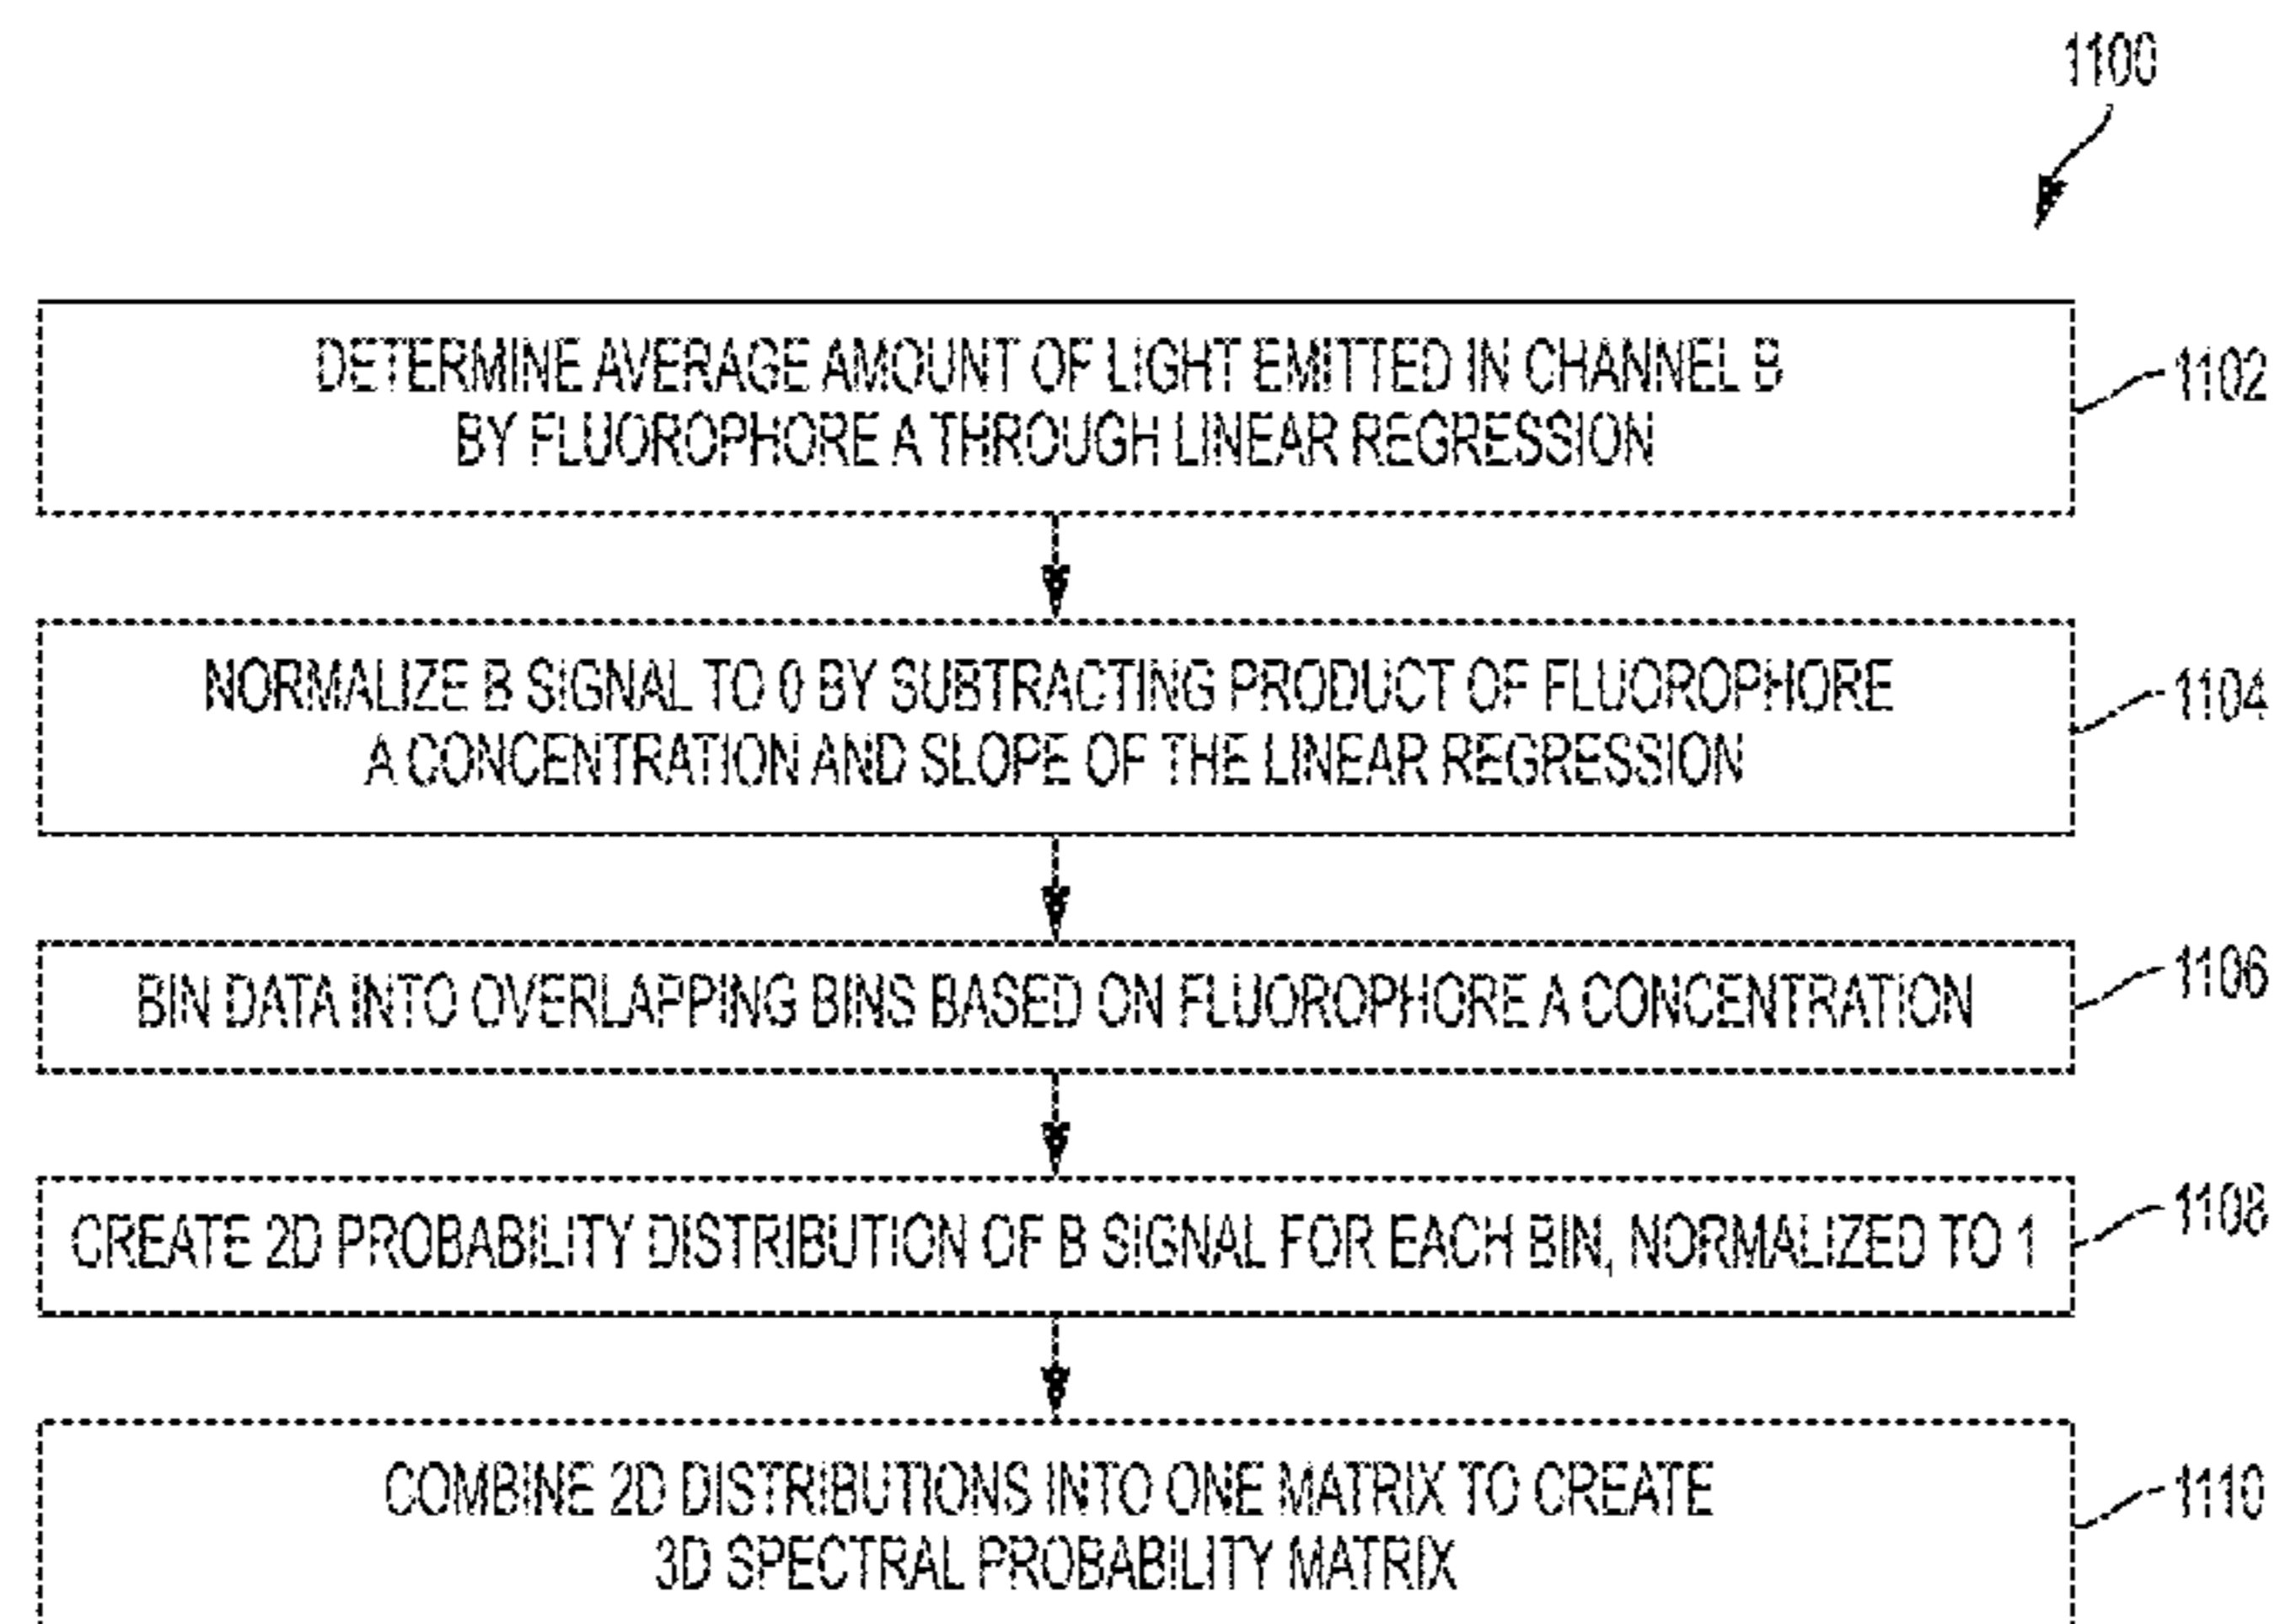 1100
DETERMINE AVERAGE AMOUNT OF LIGHT EMITTED IN CHANNEL B
BY FLUOROPHORE A THROUGH LINEAR REGRESSION
1102
NORMALIZE B SIGNAL TO 0 BY SUBTRACTING PRODUCT OF FLUOROPHORE
A CONCENTRATION AND SLOPE OF THE LINEAR REGRESSION
1104
BIN DATA INTO OVERLAPPING BINS BASED ON FLUOROPHORE A CONCENTRATION
1106
CREATE 2D PROBABILITY DISTRIBUTION OF B SIGNAL FOR EACH BIN, NORMALIZED TO 1
1108
COMBINE 2D DISTRIBUTIONS INTO ONE MATRIX TO CREATE
3D SPECTRAL PROBABILITY MATRIX
1110